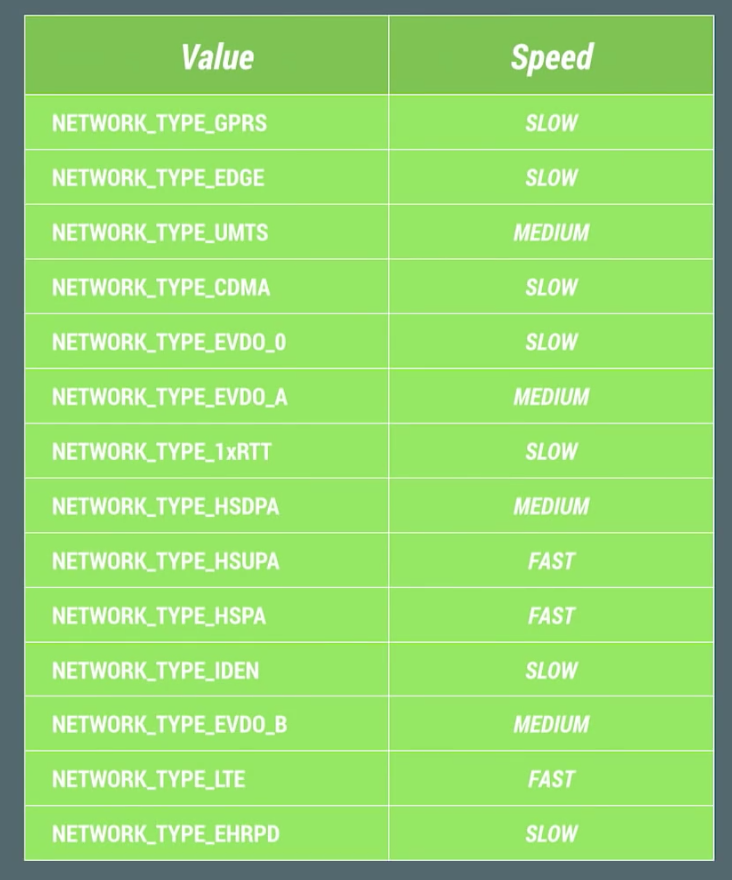 Value Speed
NETWORK_TYPE_GPRS SLOW
NETWORK_TYPE_EDGE SLOW
NETWORK_TYPE_UMTS MEDIUM
NETWORK_TYPE_CDMA SLOW
NETWORK_TYPE_EVDO_0 SLOW
NETWORK_TYPE_EVDO_A MEDIUM
NETWORK_TYPE_1xRTT SLOW
NETWORK_TYPE_HSDPA MEDIUM
NETWORK_TYPE_HSUPA FAST
NETWORK_TYPE_HSPA FAST
NETWORK_TYPE_IDEN SLOW
NETWORK_TYPE_EVDO_B MEDIUM
NETWORK_TYPE_LTE FAST
NETWORK_TYPE_EHRPD SLOW